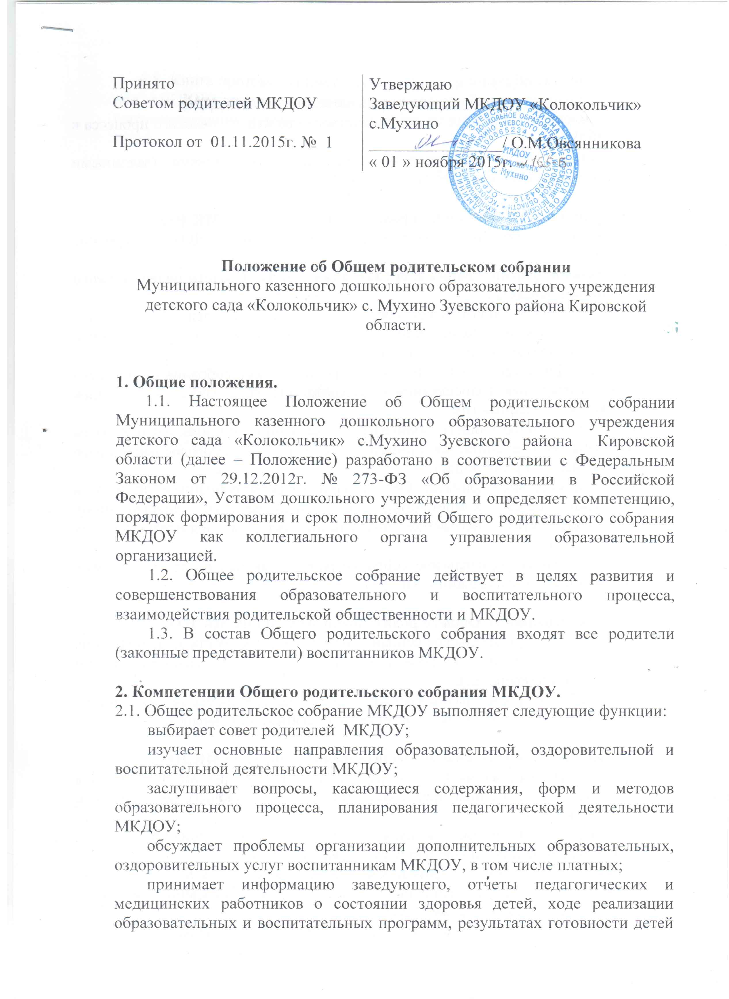 Принято
Советом родителей МКДОУ
Протокол от 01.11.2015г. № 1
Утверждаю
Заведующий МКДОУ «Колокольчик»
с.Мухино
/ О.М.Овсянникова
« 01 » ноября 2015г. 165-В
МКДОУ
"Колокольчик"
с. Мухино
Положение об Общем родительском собрании
Муниципального казенного дошкольного образовательного учреждения
детского сада «Колокольчик» с. Мухино Зуевского района Кировской
области.
1. Общие положения.
1.1. Настоящее Положение об Общем родительском собрании
Муниципального казенного дошкольного образовательного учреждения
детского сада «Колокольчик» с.Мухино Зуевского района Кировской
области (далее – Положение) разработано в соответствии с Федеральным
Законом от 29.12.2012г. № 273-ФЗ «Об образовании в Российской
Федерации», Уставом дошкольного учреждения и определяет компетенцию,
порядок формирования и срок полномочий Общего родительского собрания
МКДОУ как коллегиального органа управления образовательной
организацией.
1.2. Общее родительское собрание действует в целях развития и
совершенствования образовательного и воспитательного процесса,
взаимодействия родительской общественности и МКДОУ.
1.3. В состав Общего родительского собрания входят все родители
(законные представители) воспитанников МКДОУ.
2. Компетенции Общего родительского собрания МКДОУ.
2.1. Общее родительское собрание МКДОУ выполняет следующие функции:
выбирает совет родителей МКДОУ;
изучает основные направления образовательной, оздоровительной и
воспитательной деятельности МКДОУ;
заслушивает вопросы, касающиеся содержания, форм и методов
образовательного процесса, планирования педагогической деятельности
МКДОУ;
обсуждает проблемы организации дополнительных образовательных,
оздоровительных услуг воспитанникам МКДОУ, в том числе платных;
принимает информацию заведующего, отчеты педагогических и
медицинских работников о состоянии здоровья детей, ходе реализации
образовательных и воспитательных программ, результатах готовности детей